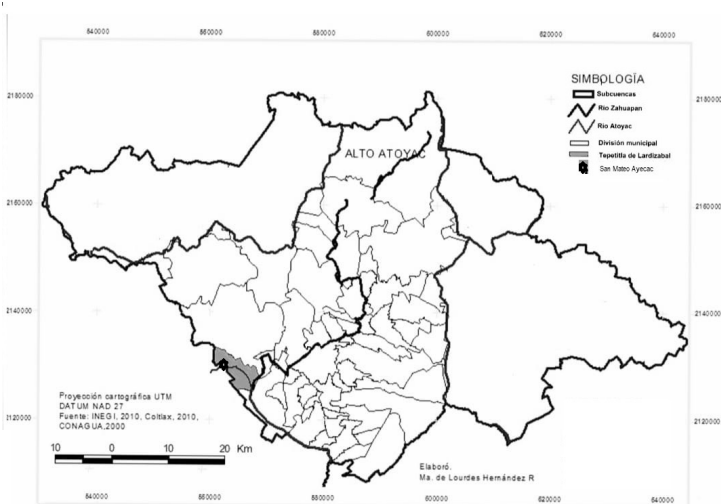 540000 560000 580000 600000 620000 640000
SIMBOLOGÏA
Subcuencas
Río Zahuapan
Río Atoyac
División municipal
Tepetitla de Lardizabal
San Mateo Ayecac
2180000 2180000
ALTO ATOYAC
2160000 2160000
2140000 2140000
2120000 2120000
Proyección cartográfica UTM
DATUM NAD 27
Fuente: INEGI, 2010, Coltlax, 2010,
CONAGUA,2000
10 0 10 20 Km
Elaboró.
Ma. de Lourdes Hernández R
540000 560000 580000 600000 620000 640000